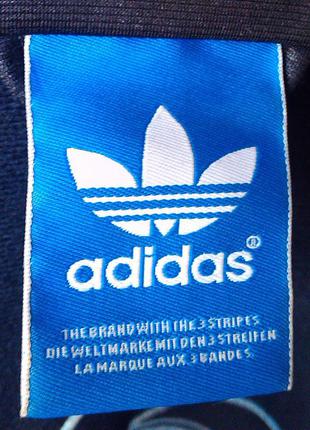 adidas®
THE BRAND WITH THE 3 STRIPES
DIE WELTMARKE MIT DEN 3 STREIFEN
LA MARQUE AUX 3 BANDES.